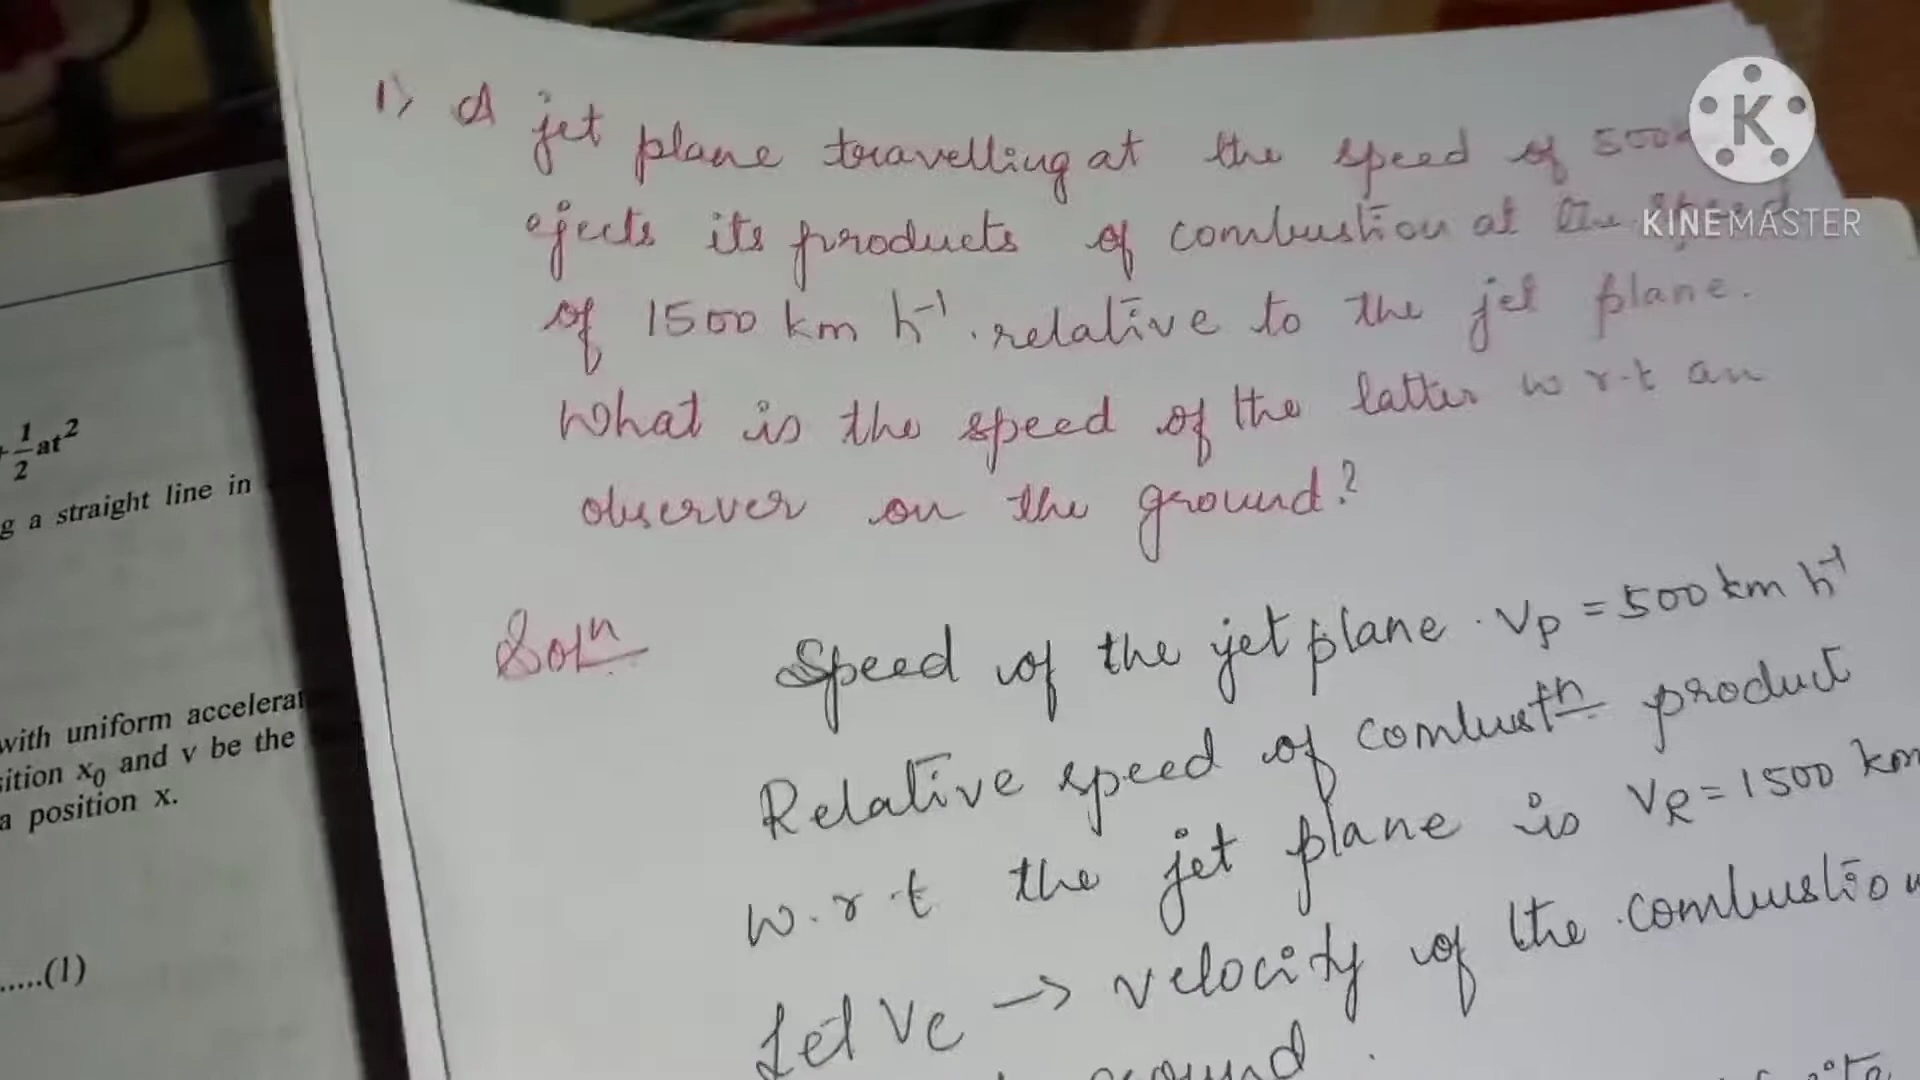 1) A jet plane travelling at the speed of 500
ejects its products of combustion at the speed
of 1500 km h⁻¹ . relative to the jet plane.
What is the speed of the latter w r.t an
observer on the ground?
Solⁿ Speed of the jet plane . Vp = 500 km h⁻¹
Relative speed of combustⁿ product
w.r.t the jet plane is VR = 1500 km
Let Vc → velocity of the combustion
ground .
K
KINEMASTER
½at²
g a straight line in
with uniform accelerat
sition x₀ and v be the
a position x.
.....(1)